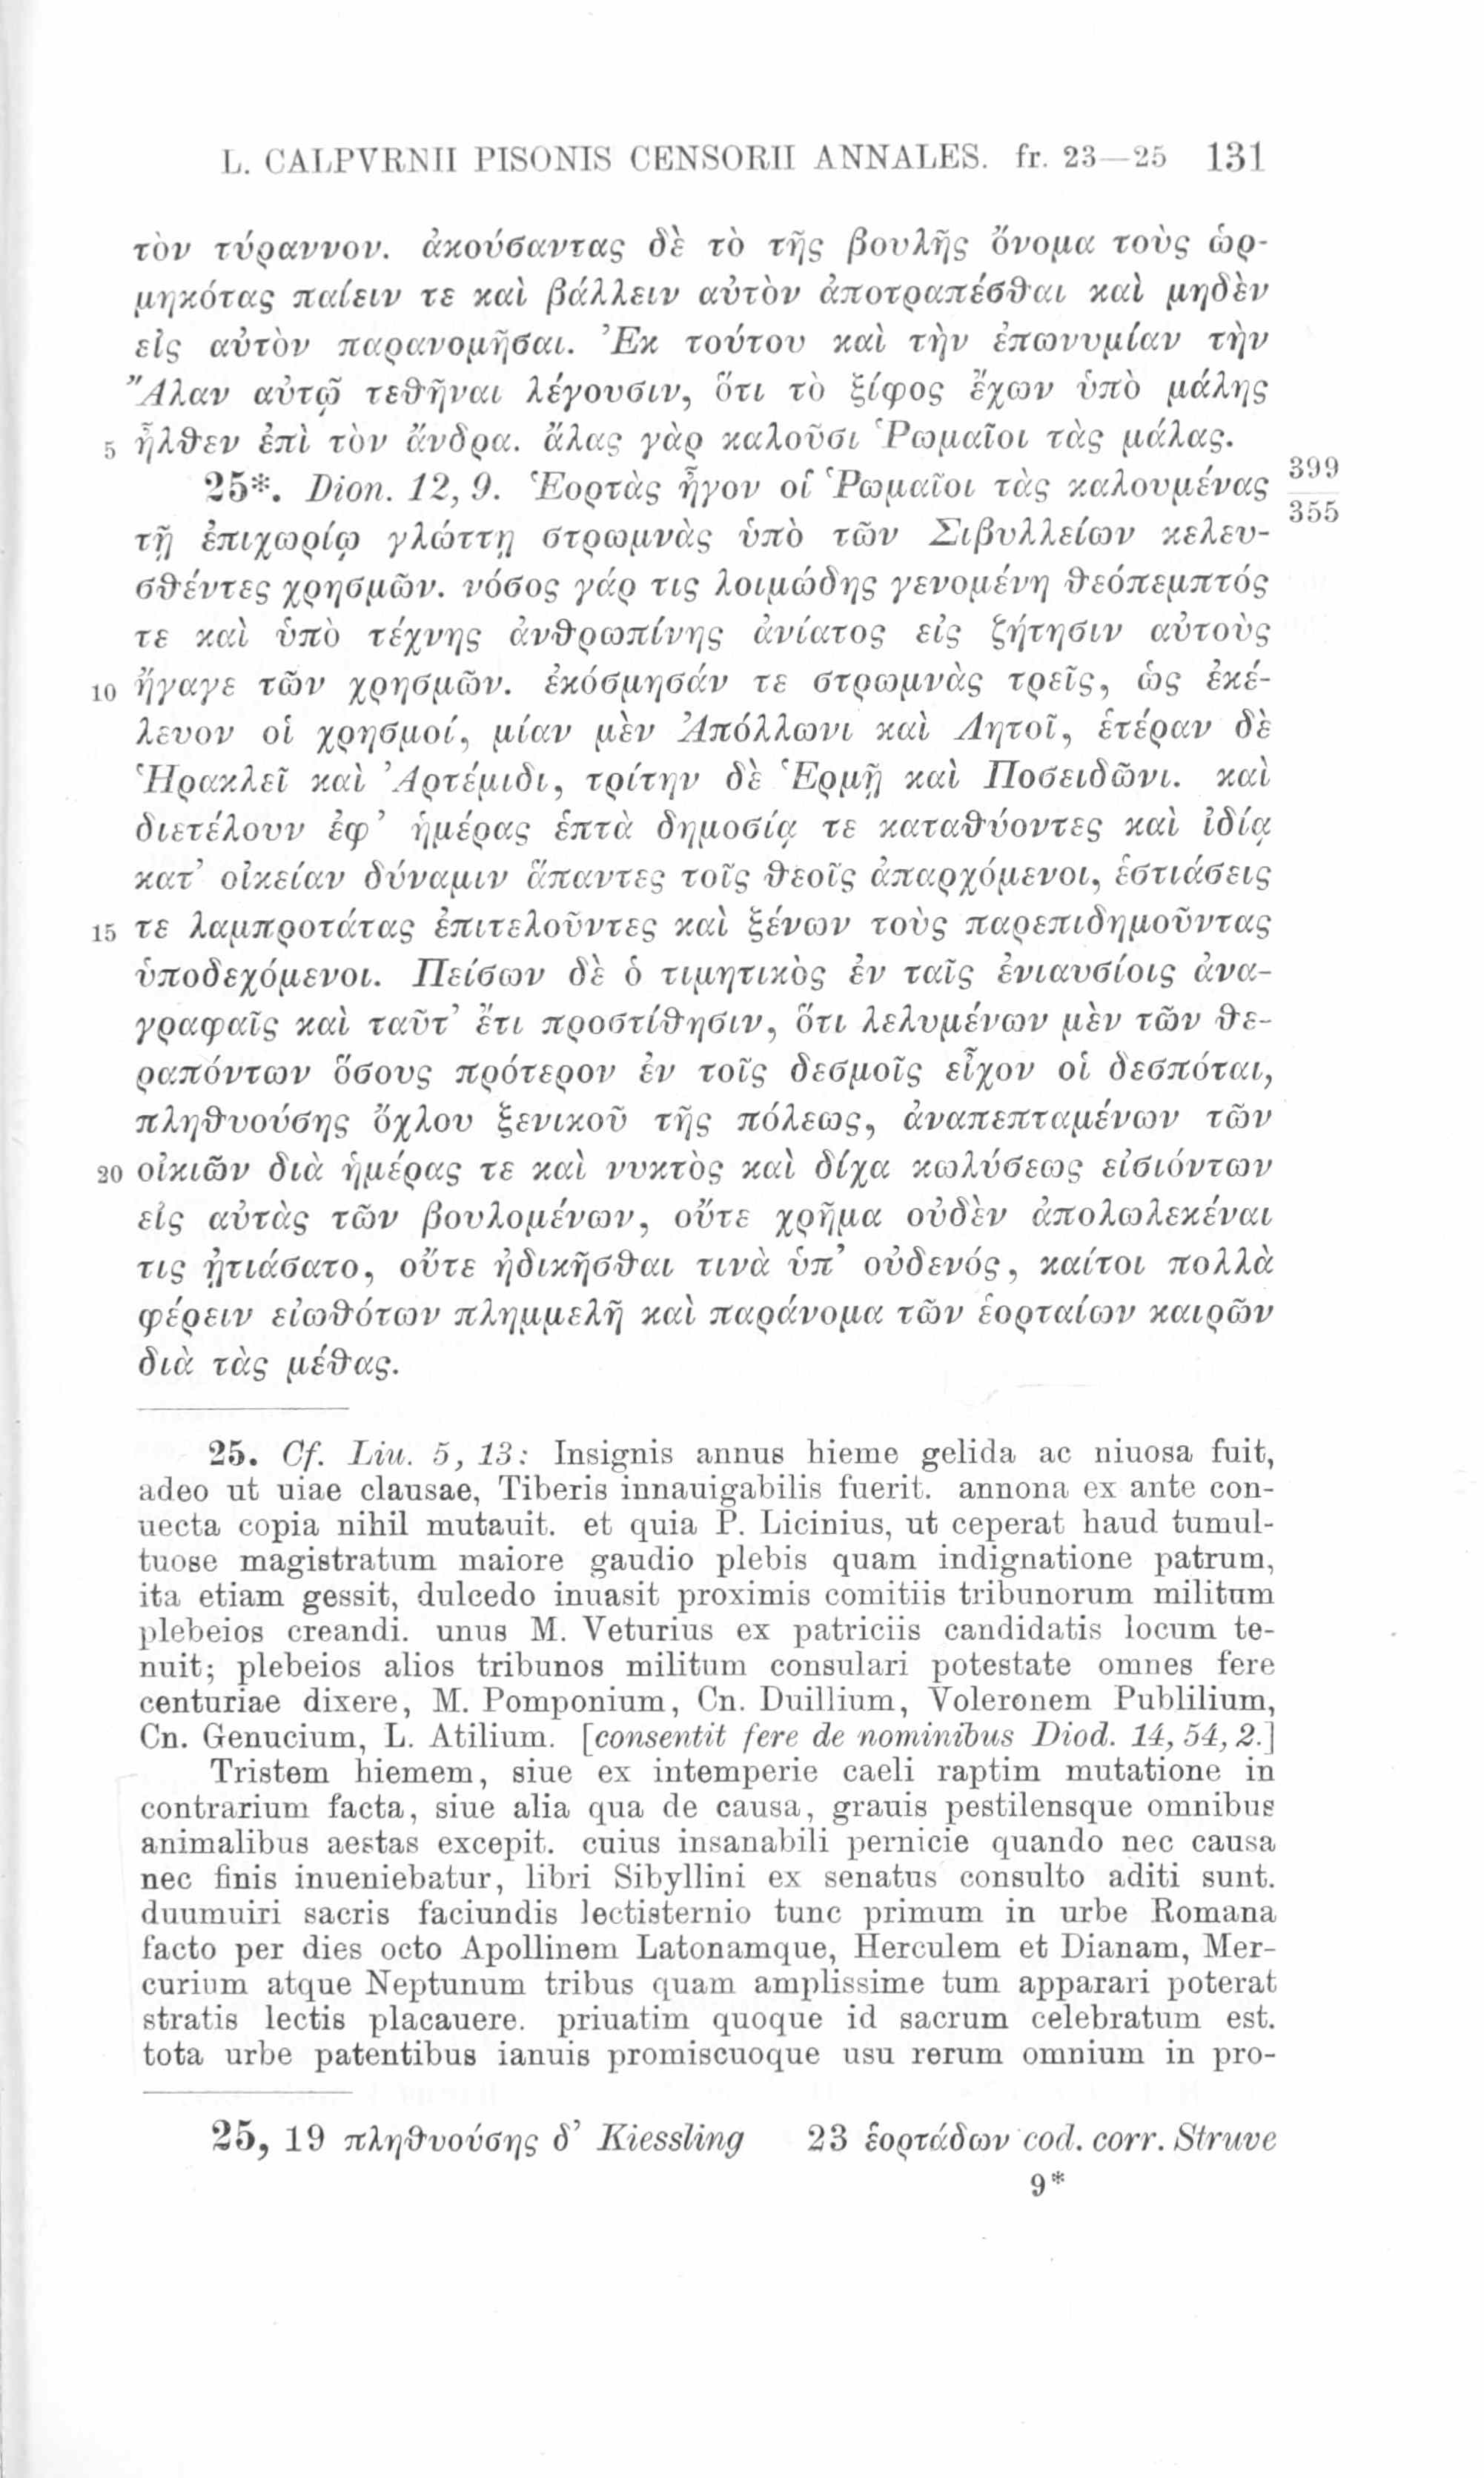 L. CALPVRNII PISONIS CENSORII ANNALES. fr. 23—25 131
τὸν τύραννον. ἀκούσαντας δὲ τὸ τῆς βουλῆς ὄνομα τοὺς ὡρ-
μηκότας παίειν τε καὶ βάλλειν αὐτὸν ἀποτραπέσθαι καὶ μηδὲν
εἰς αὐτὸν παρανομῆσαι. Ἐκ τούτου καὶ τὴν ἐπωνυμίαν τὴν
Ἄλαν αὐτῷ τεθῆναι λέγουσιν, ὅτι τὸ ξίφος ἔχων ὑπὸ μάλης
5 ἦλθεν ἐπὶ τὸν ἄνδρα. ἄλας γὰρ καλοῦσι Ῥωμαῖοι τὰς μάλας.
25*. Dion. 12, 9. Ἑορτὰς ἦγον οἱ Ῥωμαῖοι τὰς καλουμένας 399
τῇ ἐπιχωρίῳ γλώττῃ στρωμνὰς ὑπὸ τῶν Σιβυλλείων κελευ- 355
σθέντες χρησμῶν. νόσος γάρ τις λοιμώδης γενομένη θεόπεμπτός
τε καὶ ὑπὸ τέχνης ἀνθρωπίνης ἀνίατος εἰς ζήτησιν αὐτοὺς
10 ἤγαγε τῶν χρησμῶν. ἐκόσμησάν τε στρωμνὰς τρεῖς, ὡς ἐκέ-
λευον οἱ χρησμοί, μίαν μὲν Ἀπόλλωνι καὶ Λητοῖ, ἑτέραν δὲ
Ἡρακλεῖ καὶ Ἀρτέμιδι, τρίτην δὲ Ἑρμῇ καὶ Ποσειδῶνι. καὶ
διετέλουν ἐφ’ ἡμέρας ἑπτὰ δημοσίᾳ τε καταθύοντες καὶ ἰδίᾳ
κατ’ οἰκείαν δύναμιν ἅπαντες τοῖς θεοῖς ἀπαρχόμενοι, ἑστιάσεις
15 τε λαμπροτάτας ἐπιτελοῦντες καὶ ξένων τοὺς παρεπιδημοῦντας
ὑποδεχόμενοι. Πείσων δὲ ὁ τιμητικὸς ἐν ταῖς ἐνιαυσίοις ἀνα-
γραφαῖς καὶ ταῦτ’ ἔτι προστίθησιν, ὅτι λελυμένων μὲν τῶν θε-
ραπόντων ὅσους πρότερον ἐν τοῖς δεσμοῖς εἶχον οἱ δεσπόται,
πληθυούσης ὄχλου ξενικοῦ τῆς πόλεως, ἀναπεπταμένων τῶν
20 οἰκιῶν διὰ ἡμέρας τε καὶ νυκτὸς καὶ δίχα κωλύσεως εἰσιόντων
εἰς αὐτὰς τῶν βουλομένων, οὔτε χρῆμα οὐδὲν ἀπολωλεκέναι
τις ᾐτιάσατο, οὔτε ἠδικῆσθαι τινὰ ὑπ’ οὐδενός, καίτοι πολλὰ
φέρειν εἰωθότων πλημμελῆ καὶ παράνομα τῶν ἑορταίων καιρῶν
διὰ τὰς μέθας.
25. Cf. Liu. 5, 13: Insignis annus hieme gelida ac niuosa fuit,
adeo ut uiae clausae, Tiberis innauigabilis fuerit. annona ex ante con-
uecta copia nihil mutauit. et quia P. Licinius, ut ceperat haud tumul-
tuose magistratum maiore gaudio plebis quam indignatione patrum,
ita etiam gessit, dulcedo inuasit proximis comitiis tribunorum militum
plebeios creandi. unus M. Veturius ex patriciis candidatis locum te-
nuit; plebeios alios tribunos militum consulari potestate omnes fere
centuriae dixere, M. Pomponium, Cn. Duillium, Voleronem Publilium,
Cn. Genucium, L. Atilium. [consentit fere de nominibus Diod. 14, 54, 2.]
Tristem hiemem, siue ex intemperie caeli raptim mutatione in
contrarium facta, siue alia qua de causa, grauis pestilensque omnibus
animalibus aestas excepit. cuius insanabili pernicie quando nec causa
nec finis inueniebatur, libri Sibyllini ex senatus consulto aditi sunt.
duumuiri sacris faciundis lectisternio tunc primum in urbe Romana
facto per dies octo Apollinem Latonamque, Herculem et Dianam, Mer-
curium atque Neptunum tribus quam amplissime tum apparari poterat
stratis lectis placauere. priuatim quoque id sacrum celebratum est.
tota urbe patentibus ianuis promiscuoque usu rerum omnium in pro-
25, 19 πληθυούσης δ’ Kiessling 23 ἑορτάδων cod. corr. Struve
9*